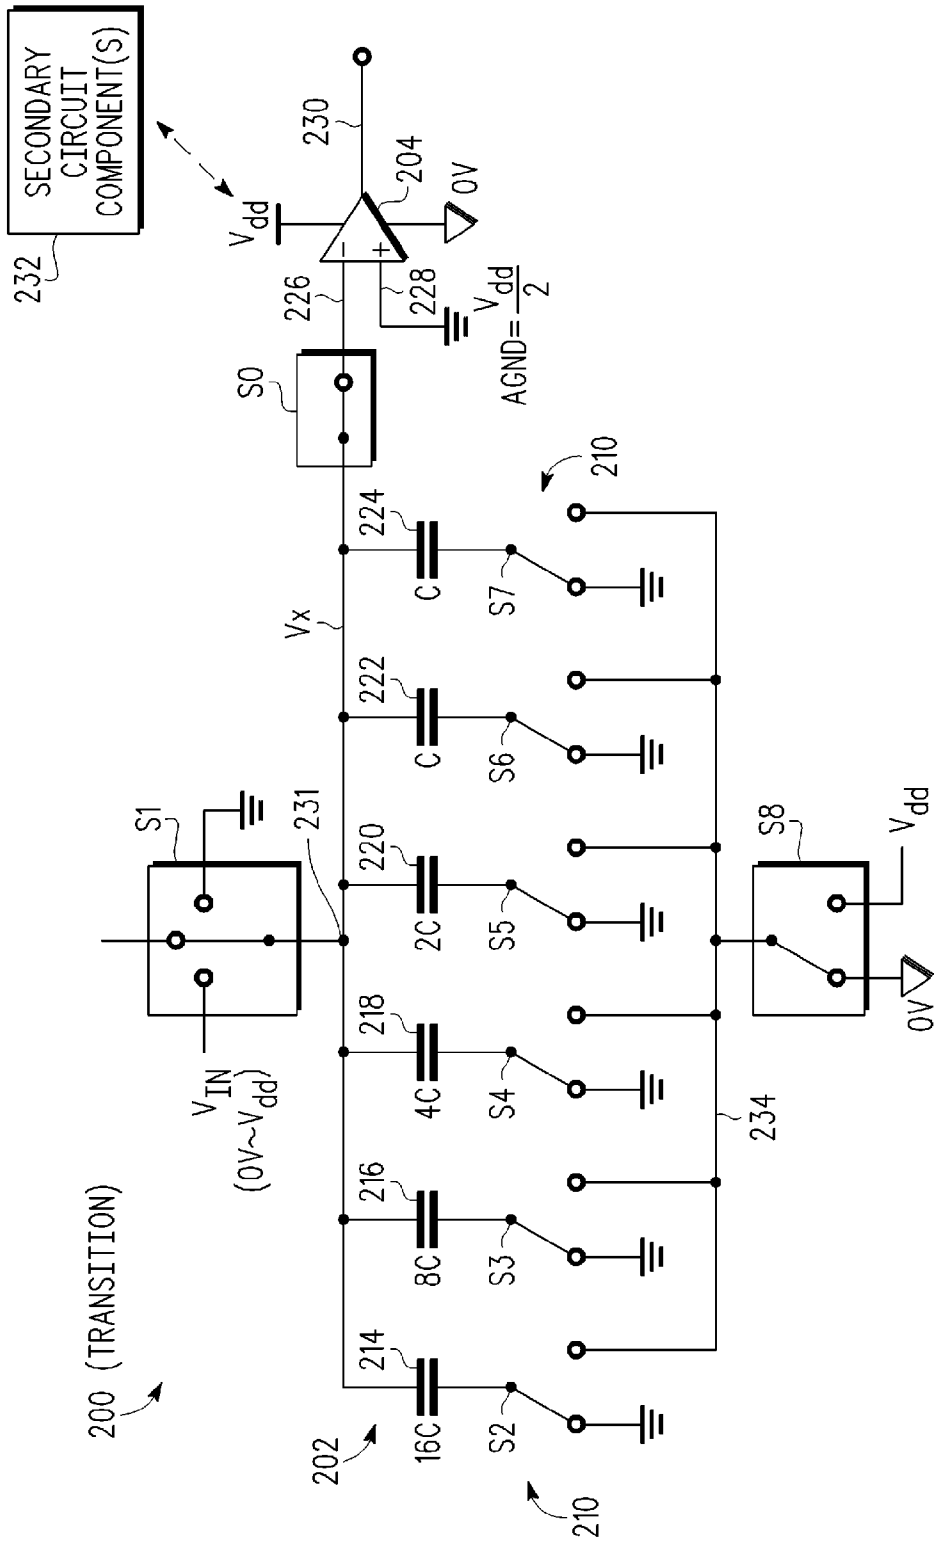 200 (TRANSITION)
SECONDARY
CIRCUIT
COMPONENT(S)
232
230
204
Vdd
0V
226
228
AGND=Vdd/2
S0
S1
VIN
(0V~Vdd)
231
Vx
202
214
216
218
220
222
224
16C
8C
4C
2C
C
C
S2
S3
S4
S5
S6
S7
210
210
234
S8
0V
Vdd
-
+